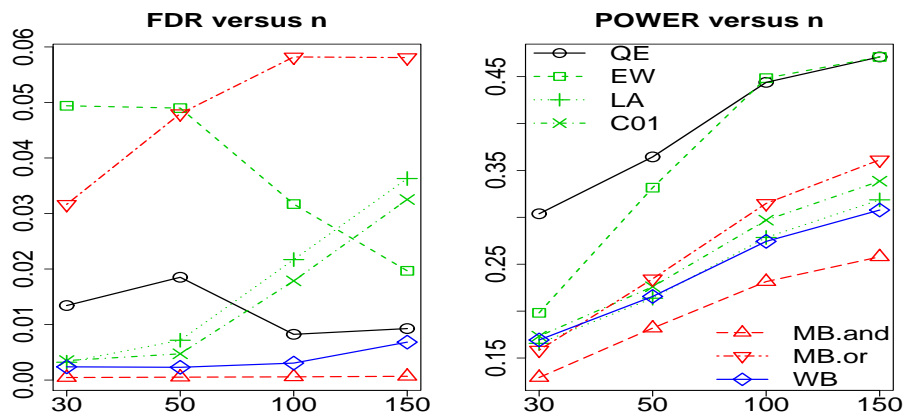 FDR versus n
0.06
0.05
0.04
0.03
0.02
0.01
0.00
30 50 100 150
POWER versus n
QE
EW
LA
C01
0.45
0.35
0.25
0.15
MB.and
MB.or
WB
30 50 100 150